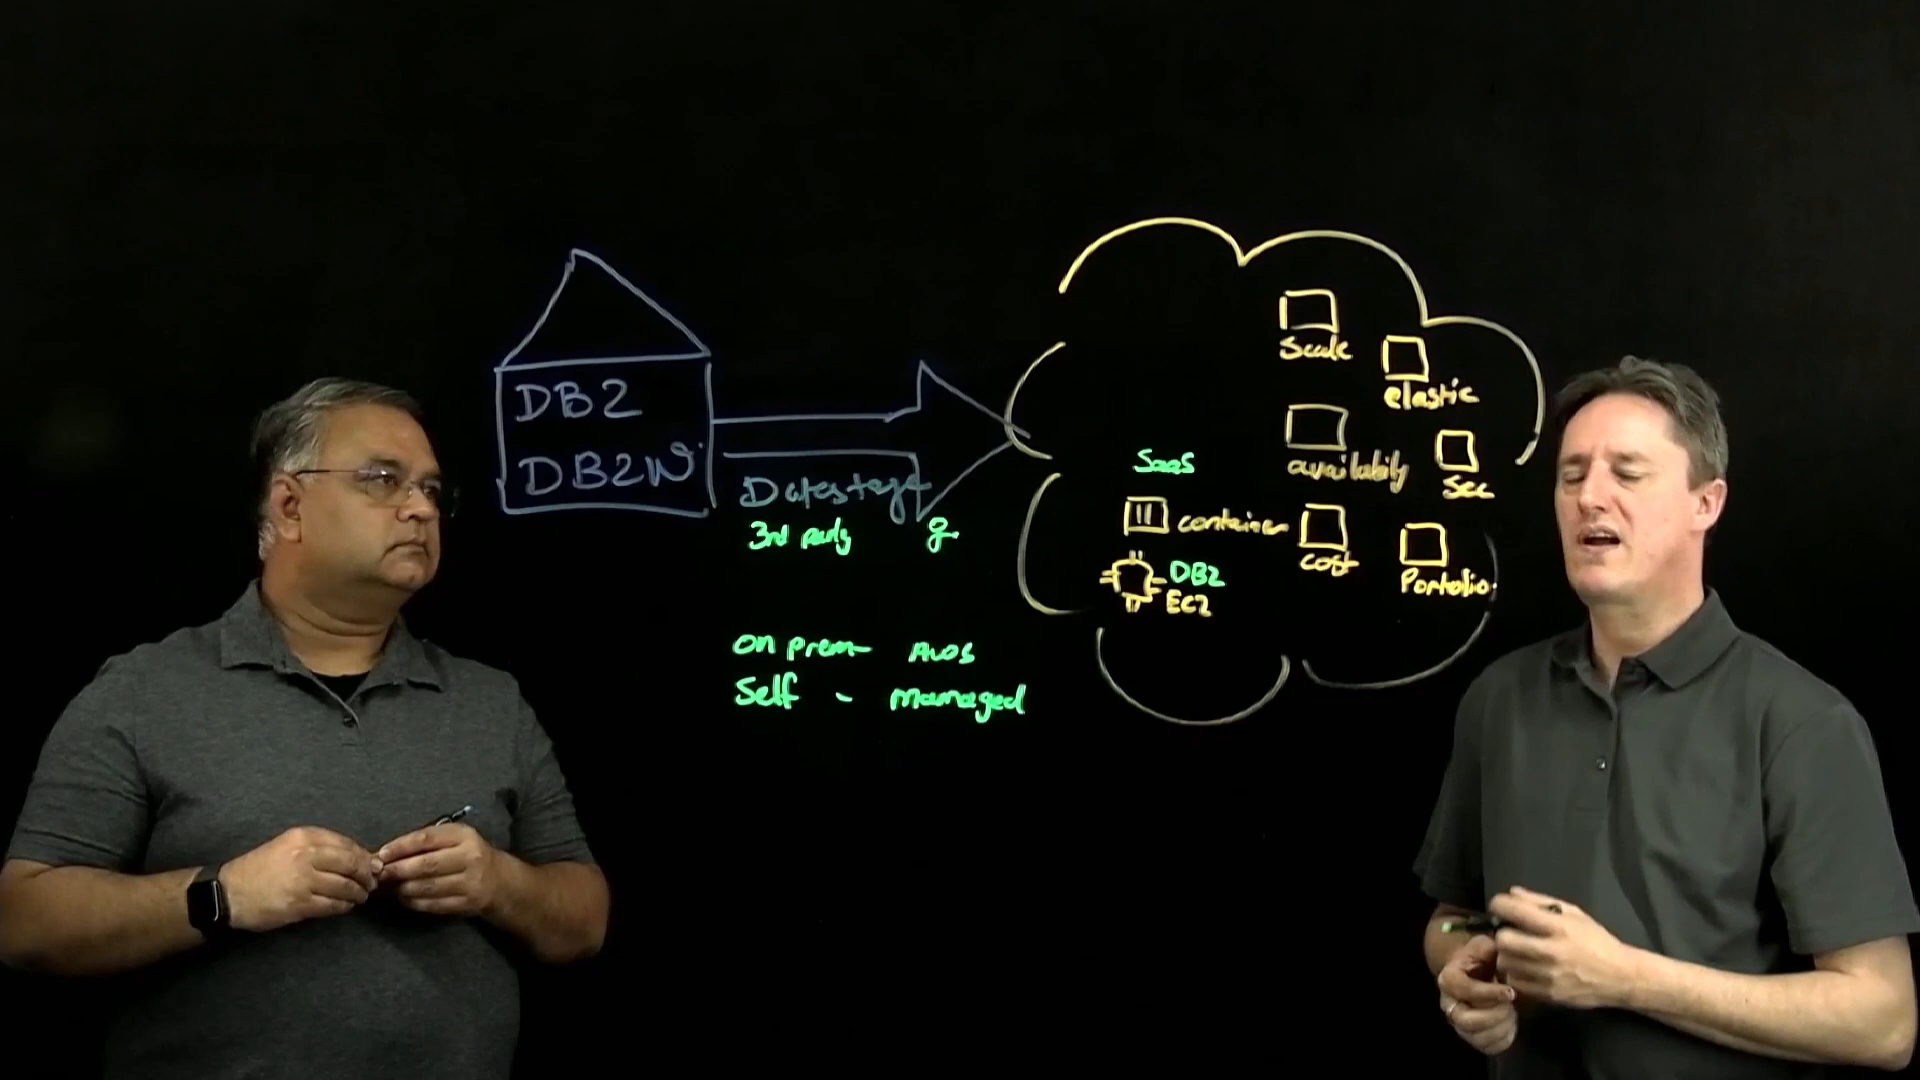 DB2
DB2W
Datastage
3rd party
on prem - AWS
Self - managed
Scale
elastic
availability
Sec
SaaS
container
cost
Portfolio
DB2
EC2